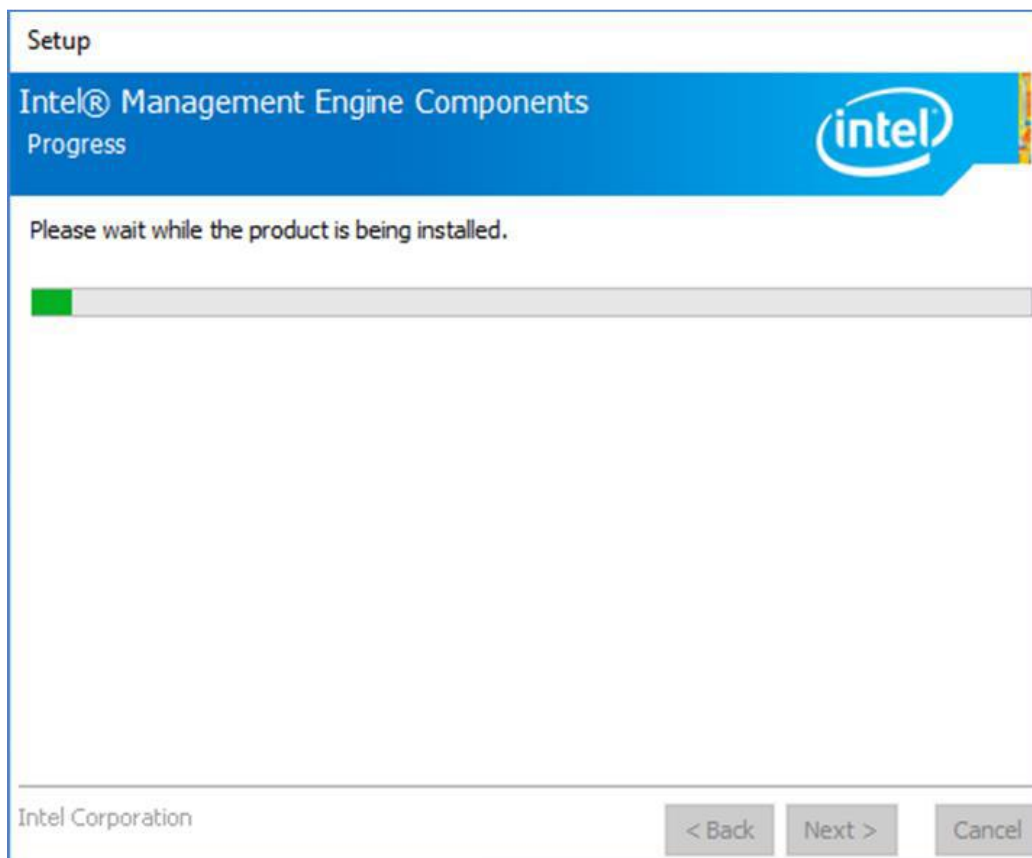 Setup
Intel® Management Engine Components
Progress
intel
Please wait while the product is being installed.
Intel Corporation
< Back
Next >
Cancel